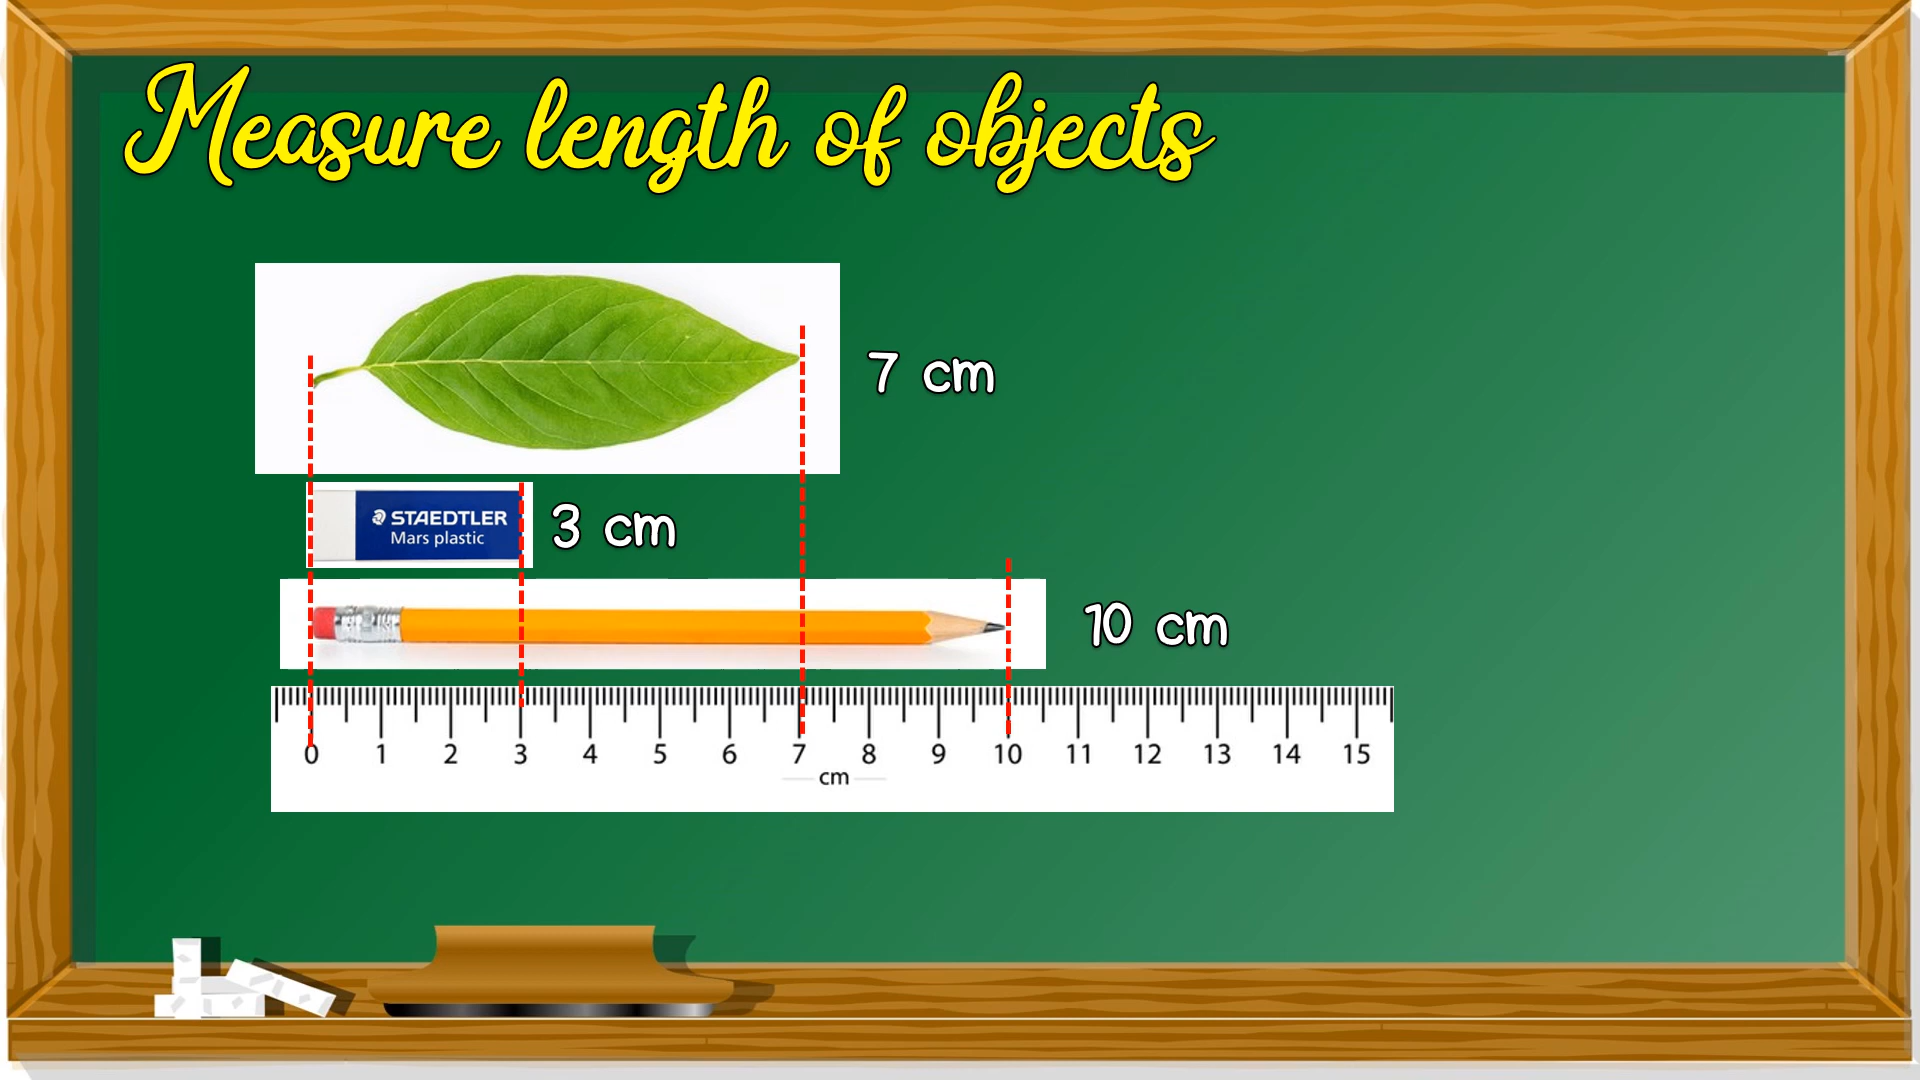 Measure length of objects
7 cm
STAEDTLER
Mars plastic
3 cm
10 cm
0 1 2 3 4 5 6 7 8 9 10 11 12 13 14 15
cm